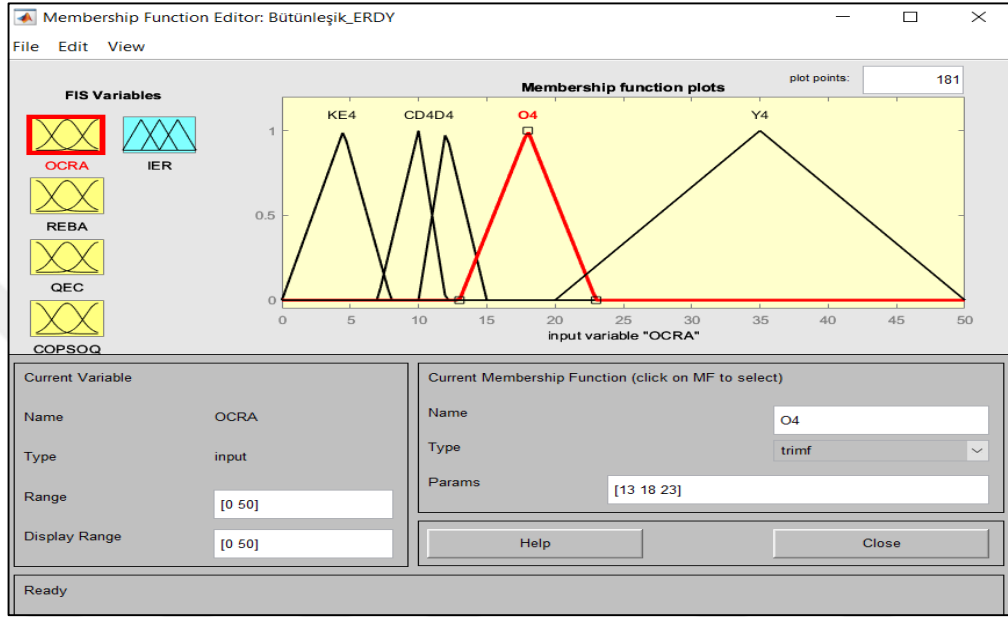 Membership Function Editor: Bütünleşik_ERDY
File Edit View
FIS Variables
OCRA
IER
REBA
QEC
COPSOQ
Membership function plots
plot points:
181
KE4
CD4D4
O4
Y4
1
0.5
0
0 5 10 15 20 25 30 35 40 45 50
input variable "OCRA"
Current Variable
Name OCRA
Type input
Range [0 50]
Display Range [0 50]
Current Membership Function (click on MF to select)
Name O4
Type trimf
Params [13 18 23]
Help Close
Ready